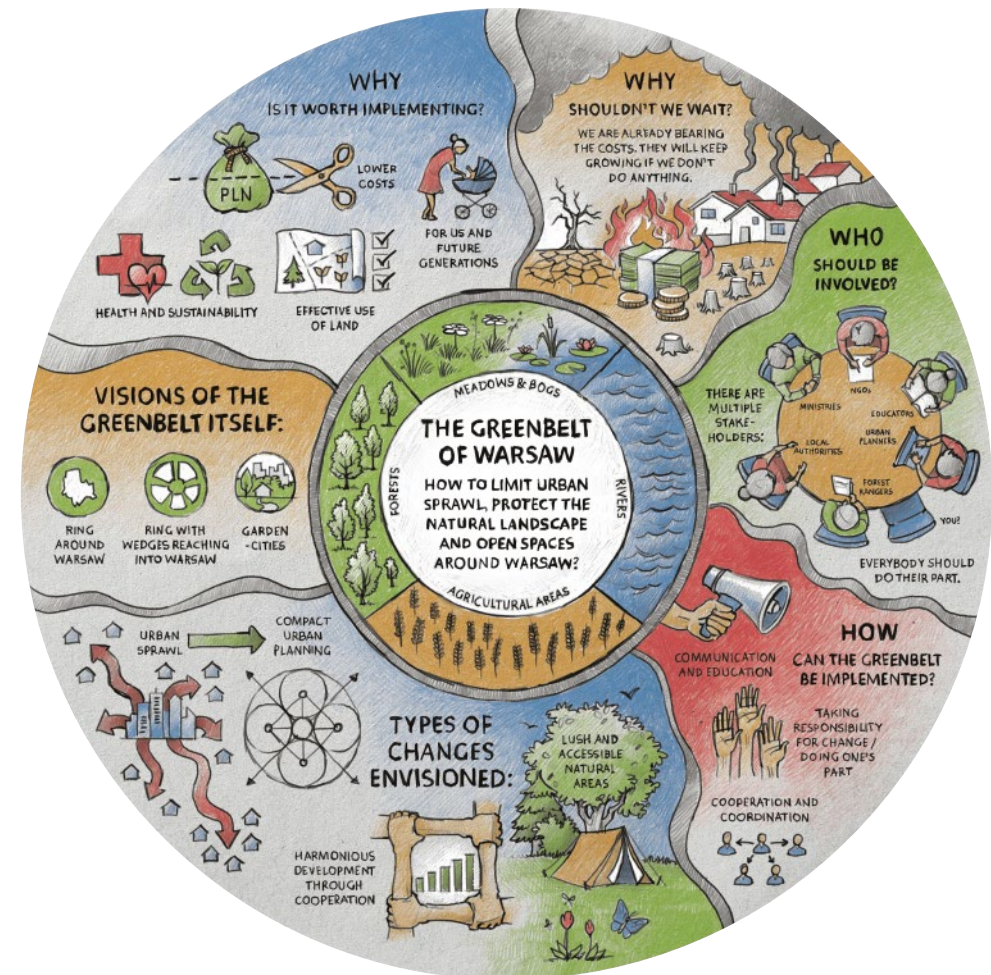 WHY
IS IT WORTH IMPLEMENTING?
PLN
LOWER
COSTS
FOR US AND
FUTURE
GENERATIONS
HEALTH AND SUSTAINABILITY
EFFECTIVE USE
OF LAND
WHY
SHOULDN'T WE WAIT?
WE ARE ALREADY BEARING
THE COSTS. THEY WILL KEEP
GROWING IF WE DON'T
DO ANYTHING.
WHO
SHOULD BE
INVOLVED?
THERE ARE
MULTIPLE
STAKE-
HOLDERS:
NGOs
MINISTRIES
EDUCATORS
URBAN
PLANNERS
LOCAL
AUTHORITIES
FOREST
RANGERS
YOU?
EVERYBODY SHOULD
DO THEIR PART.
VISIONS OF THE
GREENBELT ITSELF:
RING
AROUND
WARSAW
RING WITH
WEDGES REACHING
INTO WARSAW
GARDEN
-CITIES
MEADOWS & BOGS
FORESTS
RIVERS
AGRICULTURAL AREAS
THE GREENBELT
OF WARSAW
HOW TO LIMIT URBAN
SPRAWL, PROTECT THE
NATURAL LANDSCAPE
AND OPEN SPACES
AROUND WARSAW?
HOW
CAN THE GREENBELT
BE IMPLEMENTED?
COMMUNICATION
AND EDUCATION
TAKING
RESPONSIBILITY
FOR CHANGE /
DOING ONE'S
PART
COOPERATION AND
COORDINATION
TYPES OF
CHANGES
ENVISIONED:
URBAN
SPRAWL
COMPACT
URBAN
PLANNING
LUSH AND
ACCESSIBLE
NATURAL
AREAS
HARMONIOUS
DEVELOPMENT
THROUGH
COOPERATION